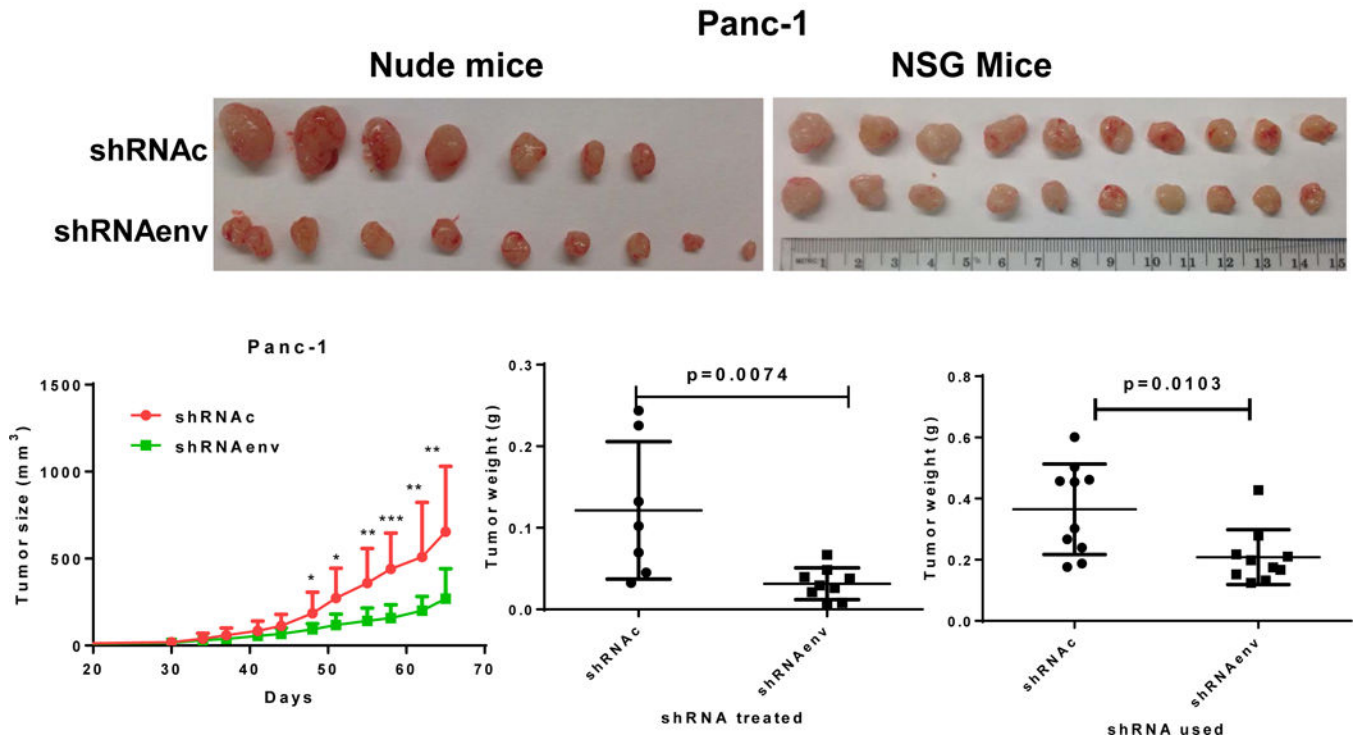 Panc-1
Nude mice
NSG Mice
shRNAc
shRNAenv
1 2 3 4 5 6 7 8 9 10 11 12 13 14 15
Panc-1
1500
1000
500
0
Tumor size (mm³)
shRNAc
shRNAenv
*
*
**
***
**
**
20 30 40 50 60 70
Days
0.3
0.2
0.1
0.0
Tumor weight (g)
p=0.0074
shRNAc
shRNAenv
shRNA treated
0.8
0.6
0.4
0.2
0.0
Tumor weight (g)
p=0.0103
shRNAc
shRNAenv
shRNA used